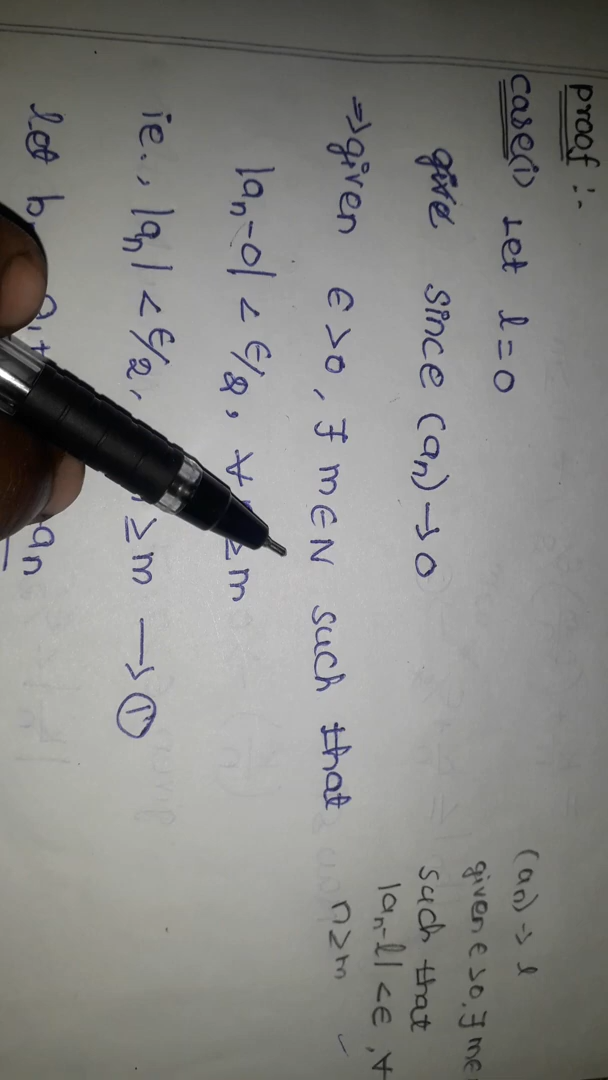 proof :-
case(i) Let l=0
give since (an)→0
⇒given ϵ>0, ∃ m∈N such that
|an-0| < ϵ/2, ∀ ≥m
ie., |an| < ϵ/2, ≥m →①
let
an
(an)→l
given ϵ>0, ∃ m∈
such that
|an-l| <ϵ, ∀
n≥m